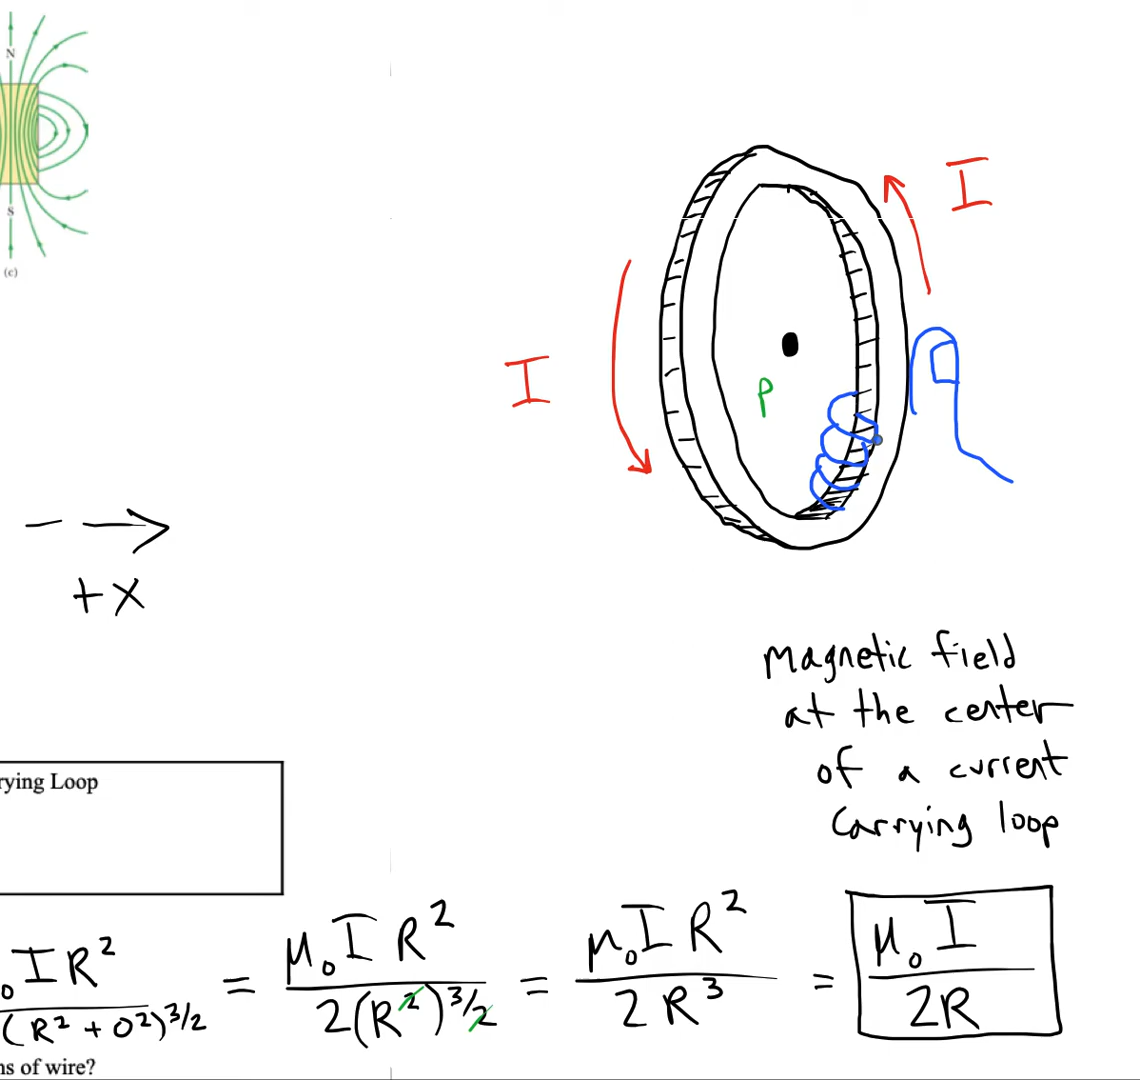 N
S
(c)
I
I
P
+X
magnetic field
at the center
of a current
carrying loop
rying Loop
₀IR²/(R² + 0²)^3/2 = μ₀IR²/2(R²)^3/2 = μ₀IR²/2R³ = μ₀I/2R
ns of wire?